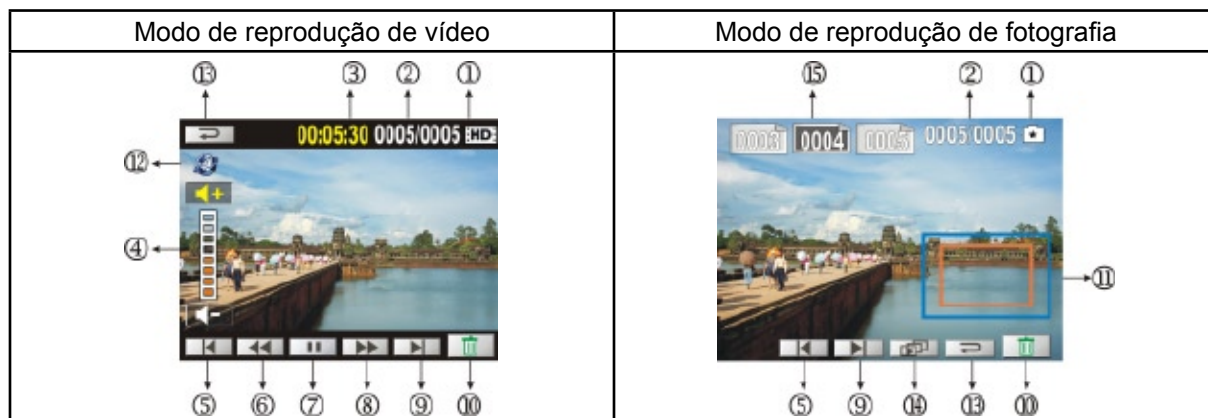 Modo de reprodução de vídeo
Modo de reprodução de fotografia
⑬ ③ ② ①
⑮ ② ①
00:05:30 0005/0005 HD
0003 0004 0005 0005/0005
⑫
④
⑪
⑤ ⑥ ⑦ ⑧ ⑨ ⑩
⑤ ⑨ ⑭ ⑬ ⑩